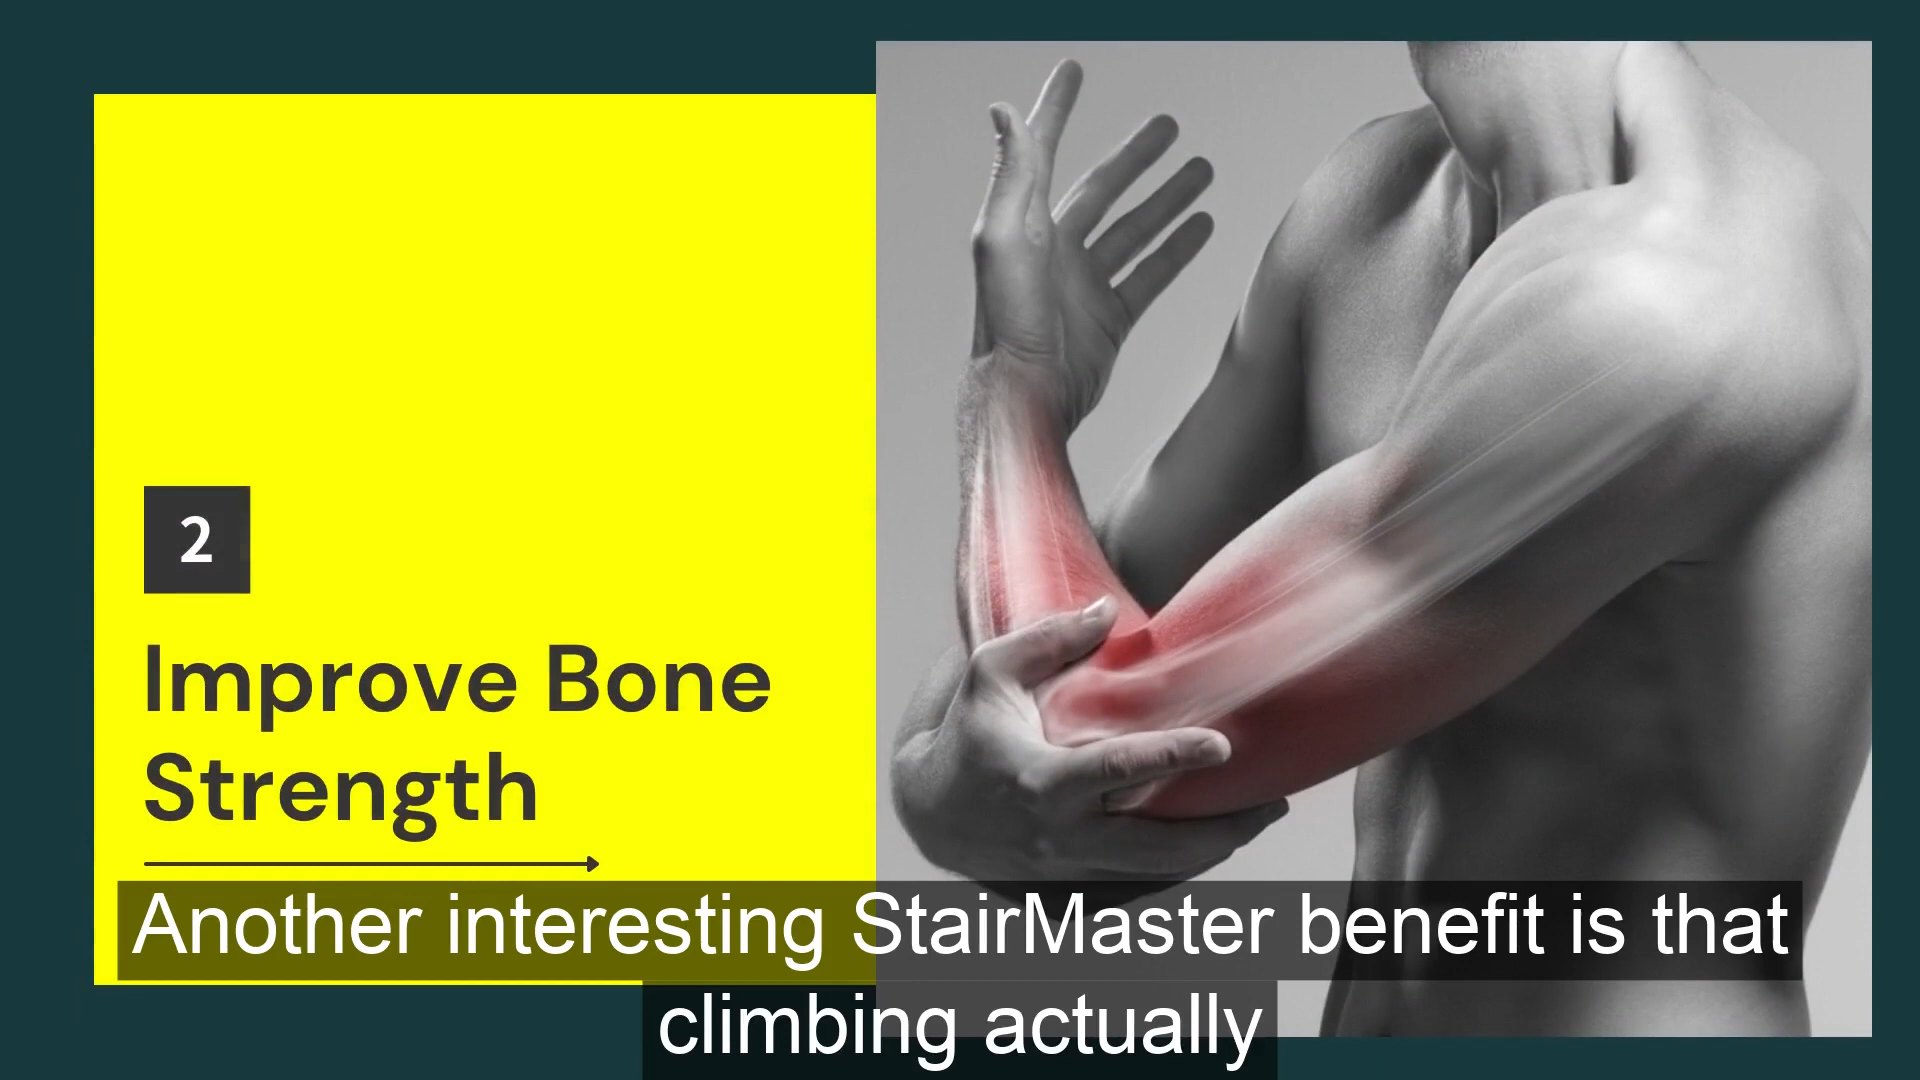 2
Improve Bone
Strength
Another interesting StairMaster benefit is that
climbing actually